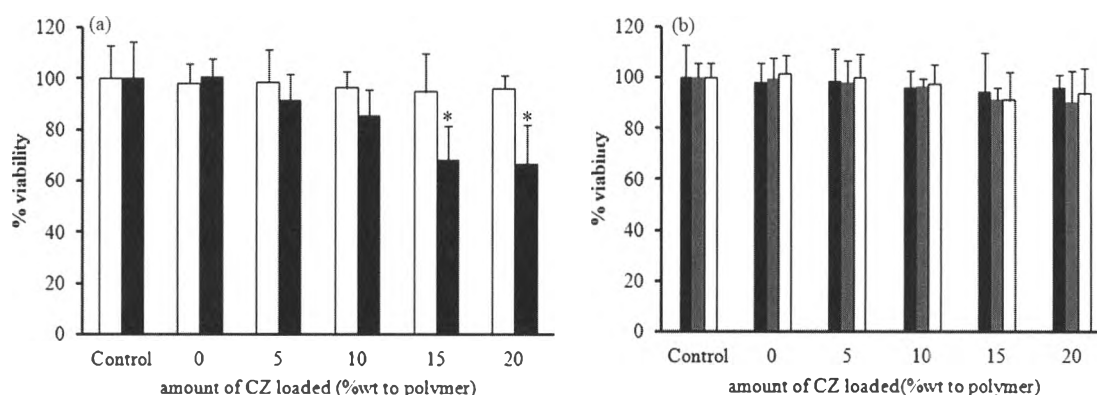 (a)
120
100
80
60
40
20
0
% viability
* *
Control 0 5 10 15 20
amount of CZ loaded (%wt to polymer)
(b)
120
100
80
60
40
20
0
% viability
Control 0 5 10 15 20
amount of CZ loaded(%wt to polymer)